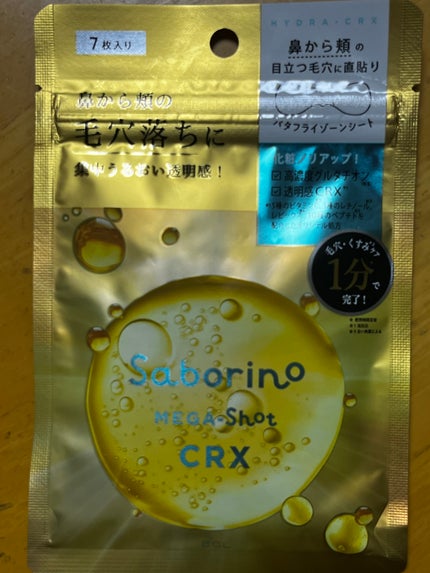 HYDRA・CRX
7枚入り
鼻から頬の
目立つ毛穴に直貼り
バタフライゾーンシート
鼻から頬の
毛穴落ちに
集中うるおい透明感！
化粧ノリアップ！
高濃度グルタチオン
透明感CRX
毛穴・くすみケア
1分で
完了！
Saborino
MEGA-Shot
CRX
BCL